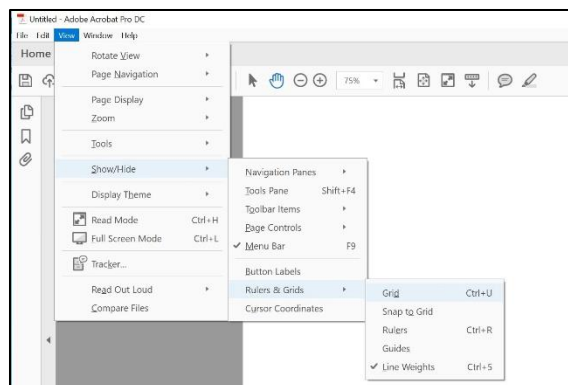 Untitled - Adobe Acrobat Pro DC
File Edit View Window Help
Home
75%
Rotate View
Page Navigation
Page Display
Zoom
Tools
Show/Hide
Display Theme
Read Mode Ctrl+H
Full Screen Mode Ctrl+L
Tracker...
Read Out Loud
Compare Files
Navigation Panes
Tools Pane Shift+F4
Toolbar Items
Page Controls
Menu Bar F9
Button Labels
Rulers & Grids
Cursor Coordinates
Grid Ctrl+U
Snap to Grid
Rulers Ctrl+R
Guides
Line Weights Ctrl+5